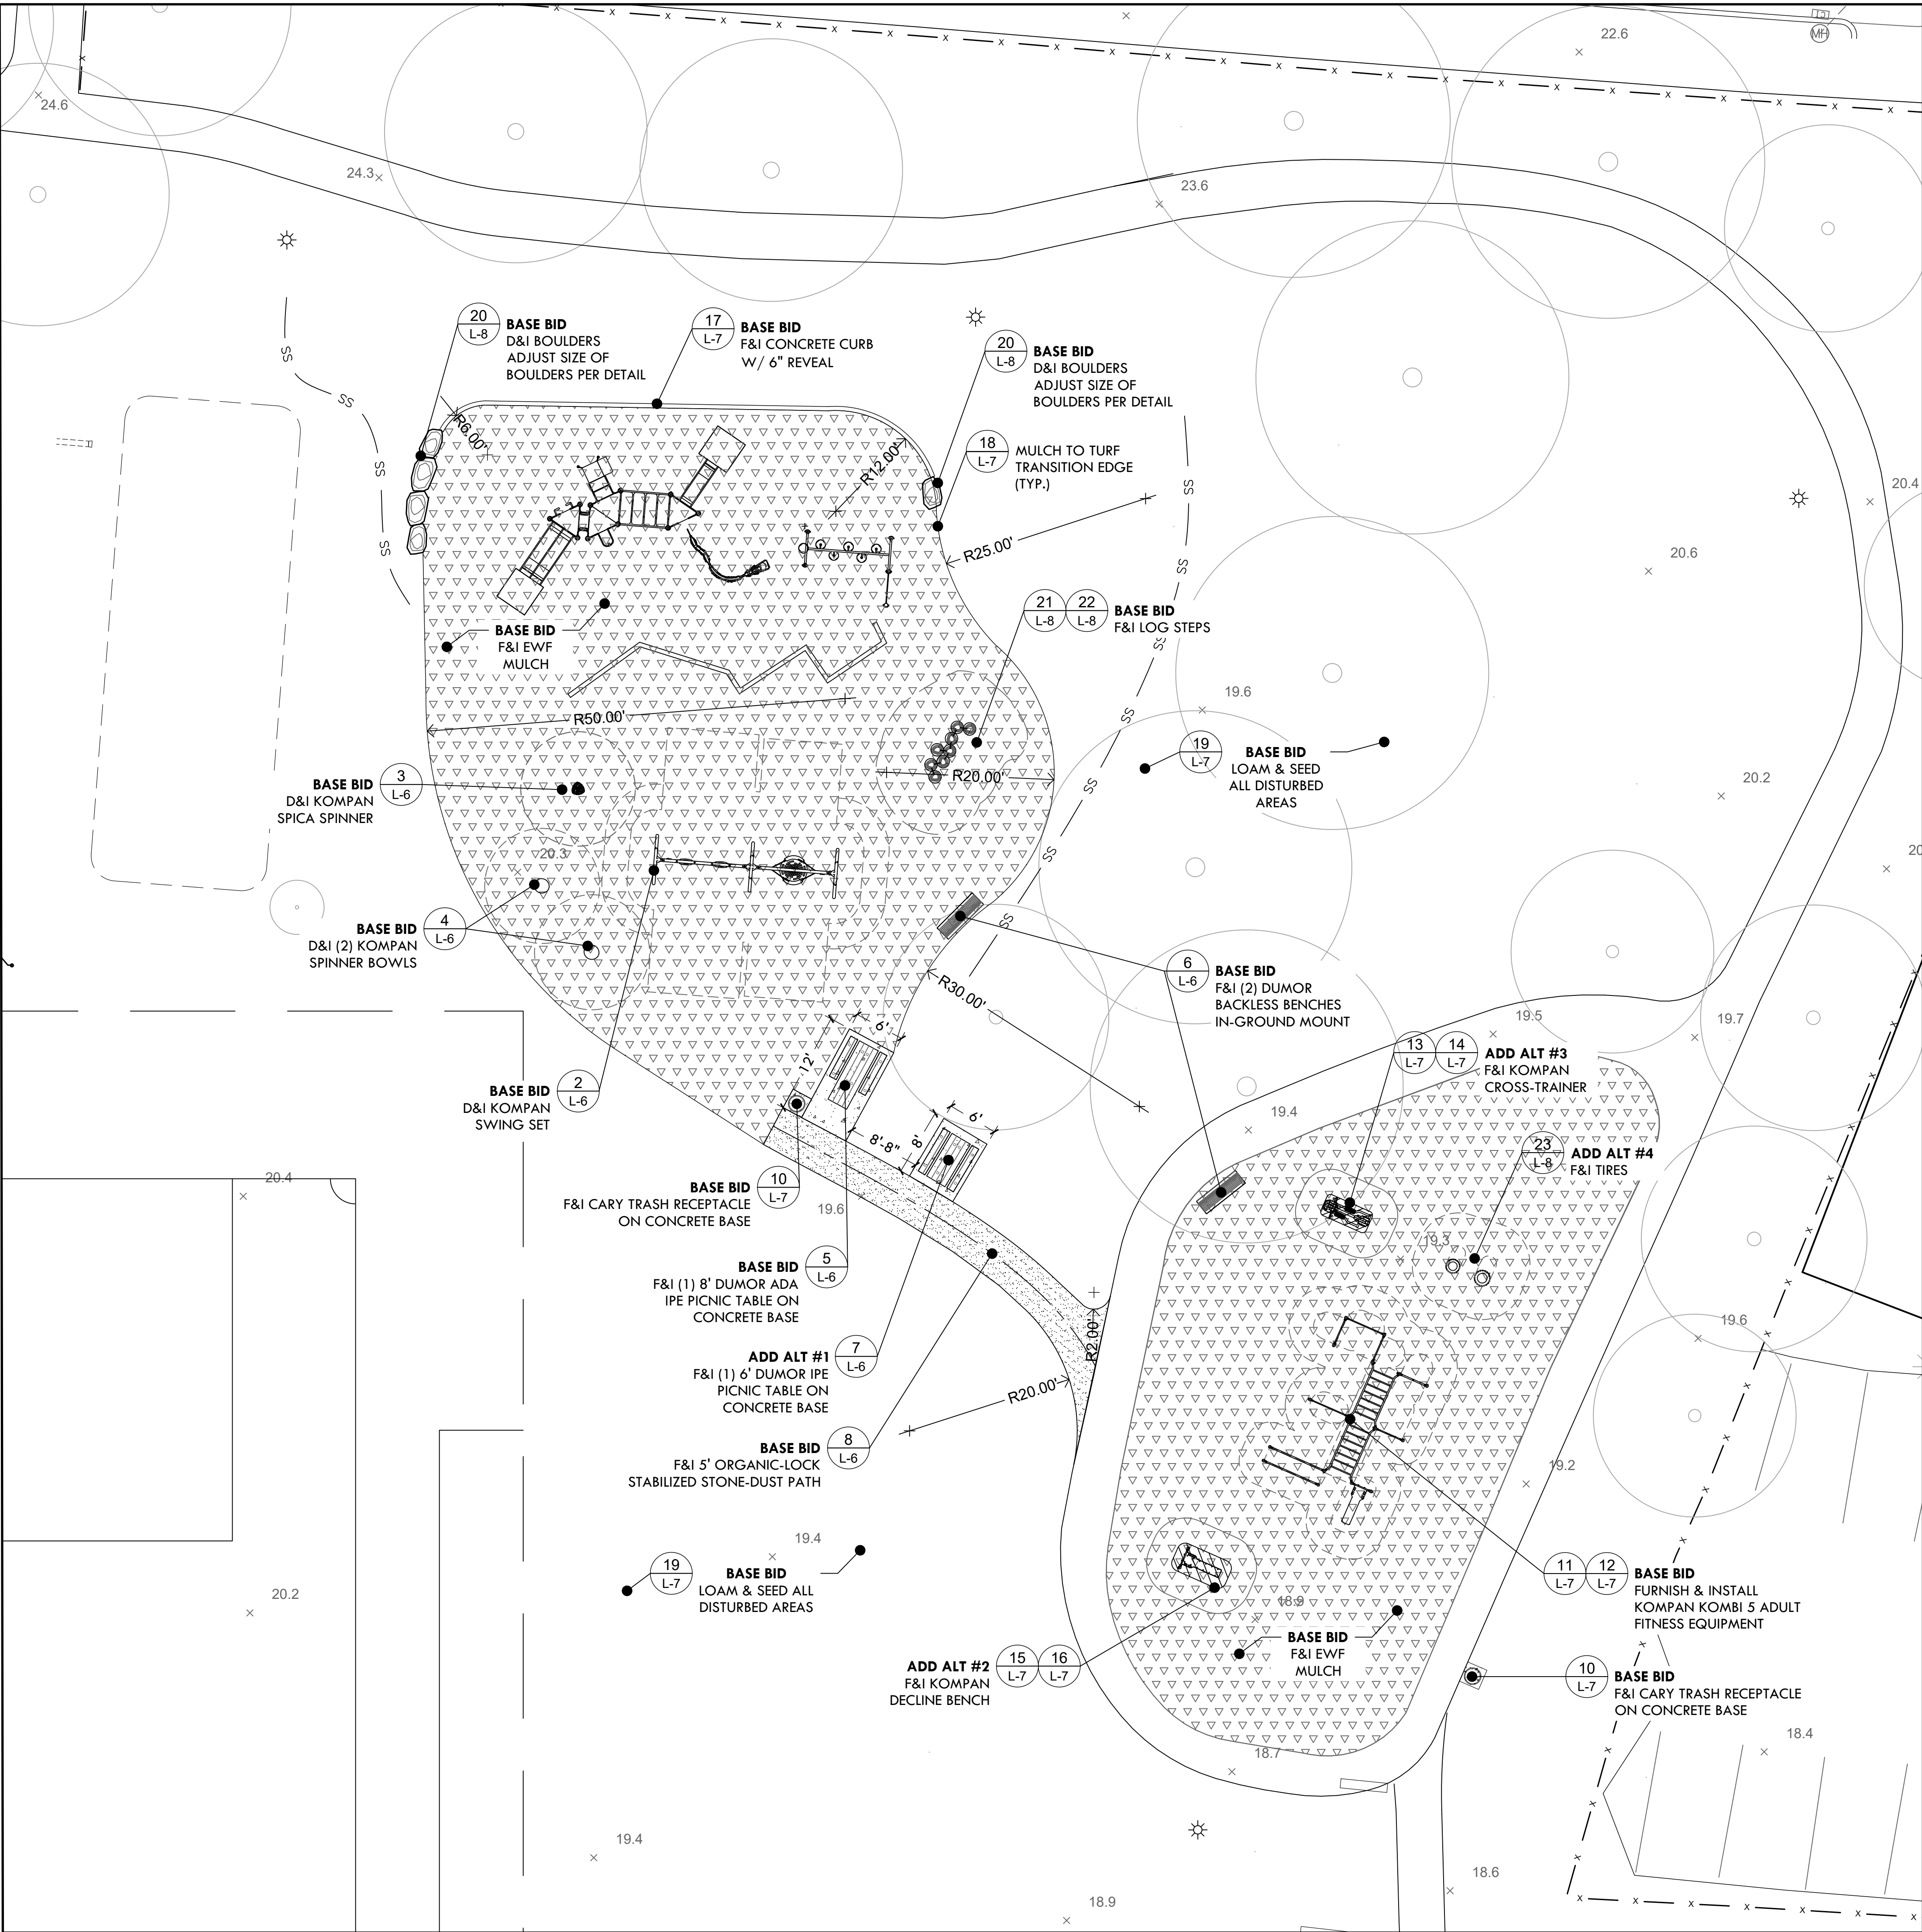 22.6
MH
24.6
24.3
23.6
20
L-8
BASE BID
D&I BOULDERS
ADJUST SIZE OF
BOULDERS PER DETAIL
17
L-7
BASE BID
F&I CONCRETE CURB
W/ 6" REVEAL
20
L-8
BASE BID
D&I BOULDERS
ADJUST SIZE OF
BOULDERS PER DETAIL
SS
SS
SS
SS
R6.00'
R12.00'
18
L-7
MULCH TO TURF
TRANSITION EDGE
(TYP.)
SS
SS
SS
SS
SS
SS
SS
20.4
R25.00'
20.6
21
L-8
22
L-8
BASE BID
F&I LOG STEPS
BASE BID
F&I EWF
MULCH
19.6
R50.00'
R20.00'
19
L-7
BASE BID
LOAM & SEED
ALL DISTURBED
AREAS
20.2
BASE BID
D&I KOMPAN
SPICA SPINNER
3
L-6
20.3
20
BASE BID
D&I (2) KOMPAN
SPINNER BOWLS
4
L-6
6
L-6
BASE BID
F&I (2) DUMOR
BACKLESS BENCHES
IN-GROUND MOUNT
R30.00'
19.5
19.7
13
L-7
14
L-7
ADD ALT #3
F&I KOMPAN
CROSS-TRAINER
6'
12'
BASE BID
D&I KOMPAN
SWING SET
2
L-6
19.4
8'-8"
8'
6'
23
L-8
ADD ALT #4
F&I TIRES
20.4
BASE BID
F&I CARY TRASH RECEPTACLE
ON CONCRETE BASE
10
L-7
19.6
19.3
BASE BID
F&I (1) 8' DUMOR ADA
IPE PICNIC TABLE ON
CONCRETE BASE
5
L-6
19.6
R2.00'
ADD ALT #1
F&I (1) 6' DUMOR IPE
PICNIC TABLE ON
CONCRETE BASE
7
L-6
R20.00'
BASE BID
F&I 5' ORGANIC-LOCK
STABILIZED STONE-DUST PATH
8
L-6
19.2
19.4
19
L-7
BASE BID
LOAM & SEED ALL
DISTURBED AREAS
20.2
11
L-7
12
L-7
BASE BID
FURNISH & INSTALL
KOMPAN KOMBI 5 ADULT
FITNESS EQUIPMENT
18.9
BASE BID
F&I EWF
MULCH
ADD ALT #2
F&I KOMPAN
DECLINE BENCH
15
L-7
16
L-7
10
L-7
BASE BID
F&I CARY TRASH RECEPTACLE
ON CONCRETE BASE
18.4
18.7
19.4
18.6
18.9